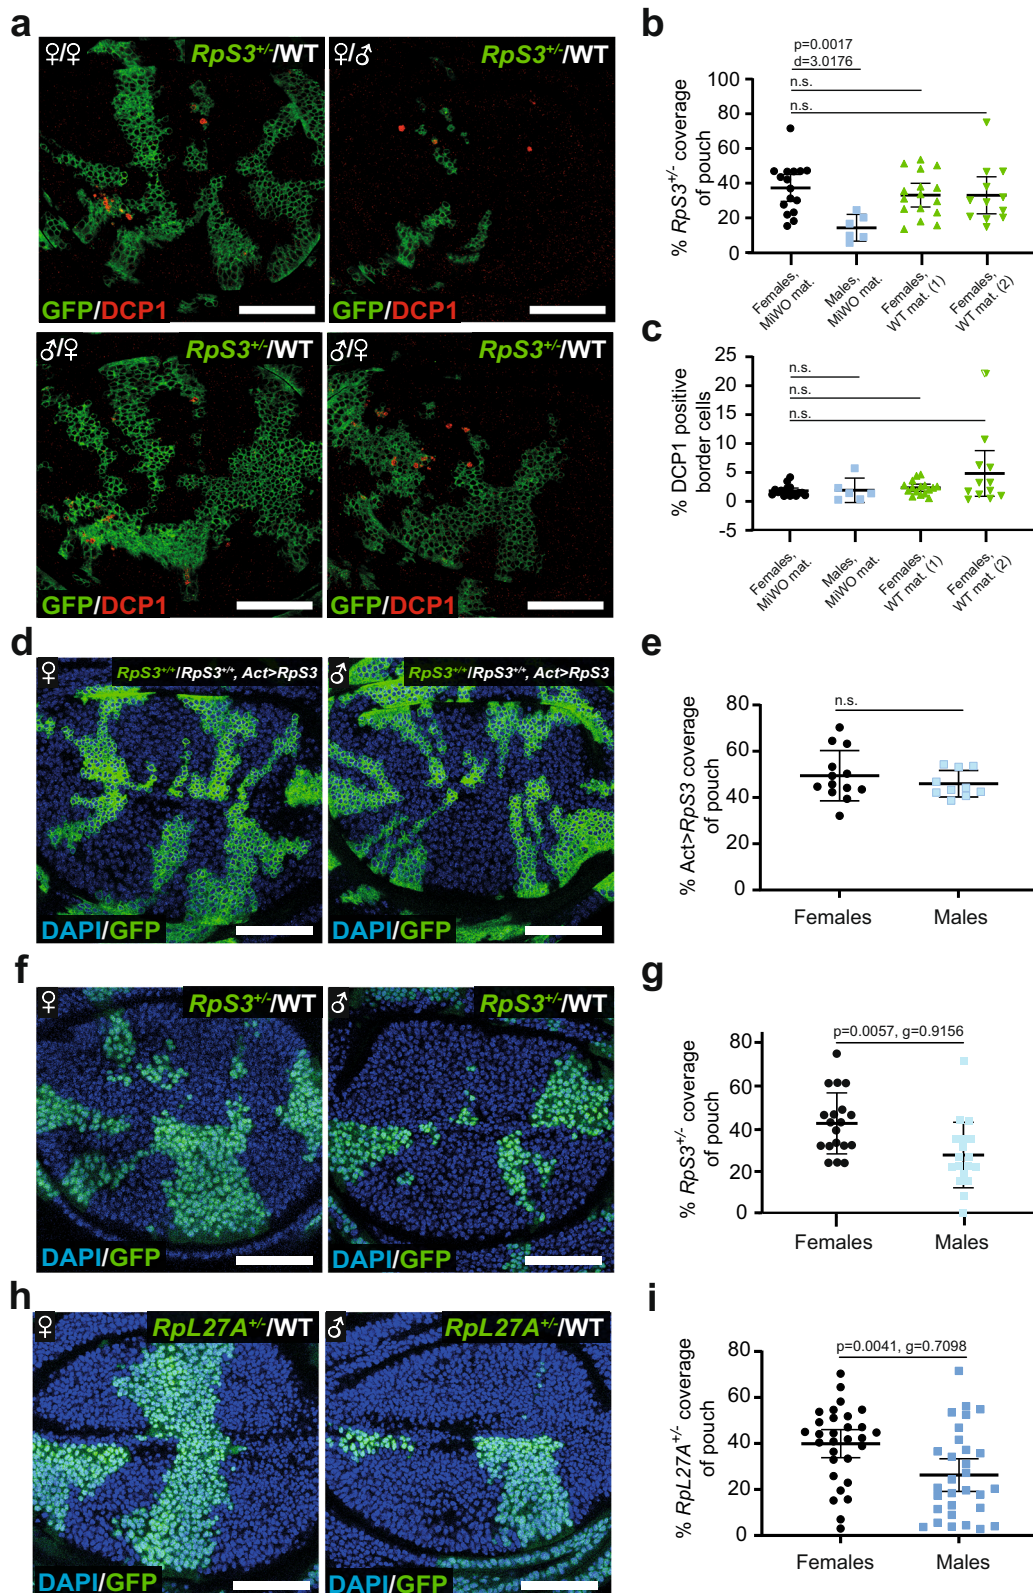 a
♀/♀ RpS3+/-/WT
GFP/DCP1
♀/♂ RpS3+/-/WT
GFP/DCP1
♂/♀ RpS3+/-/WT
GFP/DCP1
♂/♀ RpS3+/-/WT
GFP/DCP1
b
p=0.0017
d=3.0176
n.s.
n.s.
% RpS3+/- coverage
of pouch
100
80
60
40
20
0
Females,
MiWO mat.
Males,
MiWO mat.
Females,
WT mat. (1)
Females,
WT mat. (2)
c
n.s.
n.s.
n.s.
% DCP1 positive
border cells
25
20
15
10
5
0
-5
Females,
MiWO mat.
Males,
MiWO mat.
Females,
WT mat. (1)
Females,
WT mat. (2)
d
♀ RpS3+/+/RpS3+/+, Act>RpS3
DAPI/GFP
♂ RpS3+/+/RpS3+/+, Act>RpS3
DAPI/GFP
e
n.s.
% Act>RpS3 coverage
of pouch
80
60
40
20
0
Females
Males
f
♀ RpS3+/-/WT
DAPI/GFP
♂ RpS3+/-/WT
DAPI/GFP
g
p=0.0057, g=0.9156
% RpS3+/- coverage
of pouch
80
60
40
20
0
Females
Males
h
♀ RpL27A+/-/WT
DAPI/GFP
♂ RpL27A+/-/WT
DAPI/GFP
i
p=0.0041, g=0.7098
% RpL27A+/- coverage
of pouch
80
60
40
20
0
Females
Males